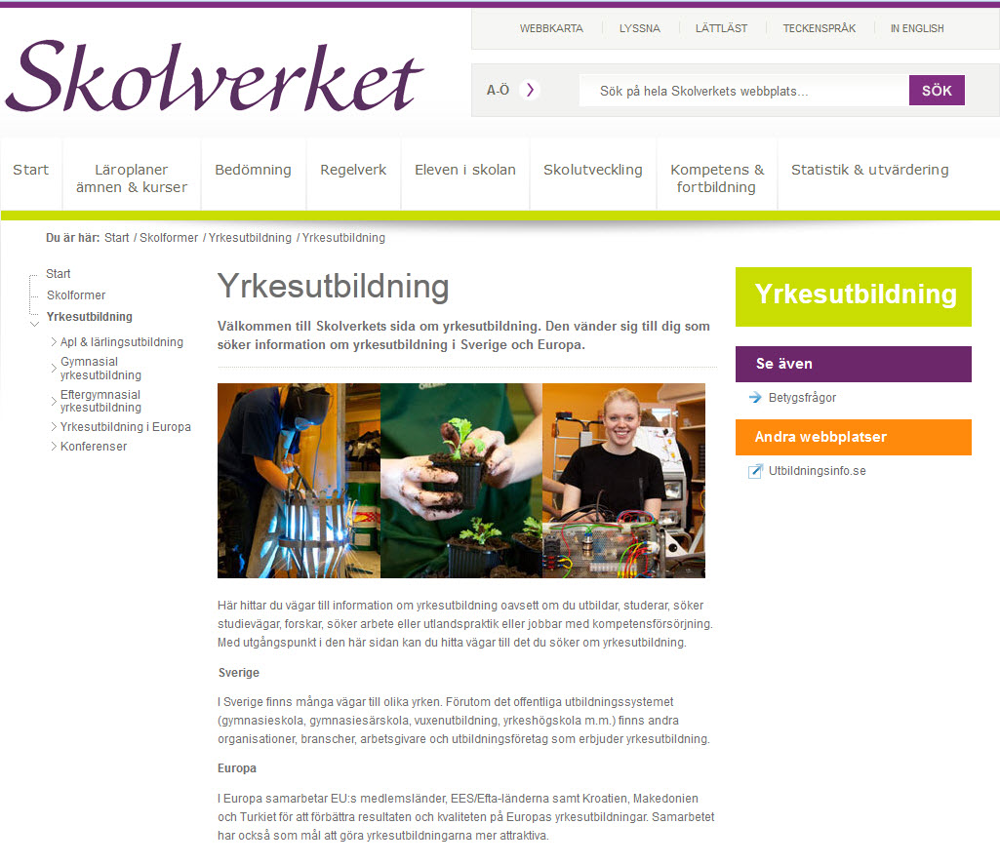 WEBBKARTA LYSSNA LÄTTLÄST TECKENSPRÅK IN ENGLISH
Skolverket
A-Ö Sök på hela Skolverkets webbplats... SÖK
Start
Läroplaner
ämnen & kurser
Bedömning
Regelverk
Eleven i skolan
Skolutveckling
Kompetens &
fortbildning
Statistik & utvärdering
Du är här: Start / Skolformer / Yrkesutbildning / Yrkesutbildning
Start
Skolformer
Yrkesutbildning
Apl & lärlingsutbildning
Gymnasial
yrkesutbildning
Eftergymnasial
yrkesutbildning
Yrkesutbildning i Europa
Konferenser
Yrkesutbildning
Välkommen till Skolverkets sida om yrkesutbildning. Den vänder sig till dig som
söker information om yrkesutbildning i Sverige och Europa.
Här hittar du vägar till information om yrkesutbildning oavsett om du utbildar, studerar, söker
studievägar, forskar, söker arbete eller utlandspraktik eller jobbar med kompetensförsörjning.
Med utgångspunkt i den här sidan kan du hitta vägar till det du söker om yrkesutbildning.
Sverige
I Sverige finns många vägar till olika yrken. Förutom det offentliga utbildningssystemet
(gymnasieskola, gymnasiesärskola, vuxenutbildning, yrkeshögskola m.m.) finns andra
organisationer, branscher, arbetsgivare och utbildningsföretag som erbjuder yrkesutbildning.
Europa
I Europa samarbetar EU:s medlemsländer, EES/Efta-länderna samt Kroatien, Makedonien
och Turkiet för att förbättra resultaten och kvaliteten på Europas yrkesutbildningar. Samarbetet
har också som mål att göra yrkesutbildningarna mer attraktiva.
Yrkesutbildning
Se även
Betygsfrågor
Andra webbplatser
Utbildningsinfo.se